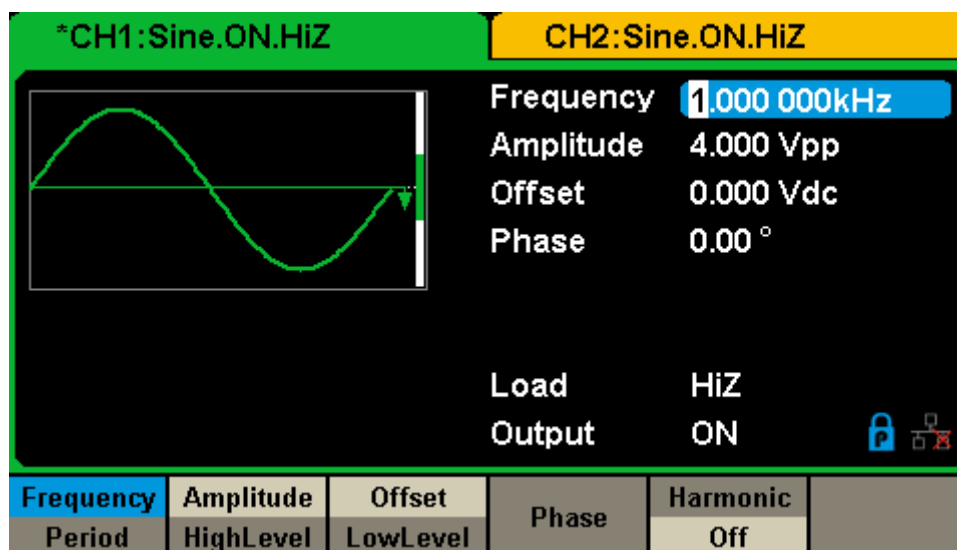 *CH1:Sine.ON.HiZ
CH2:Sine.ON.HiZ
Frequency 1.000 000kHz
Amplitude 4.000 Vpp
Offset 0.000 Vdc
Phase 0.00 °
Load HiZ
Output ON
P
Frequency Amplitude Offset Phase Harmonic
Period HighLevel LowLevel Off